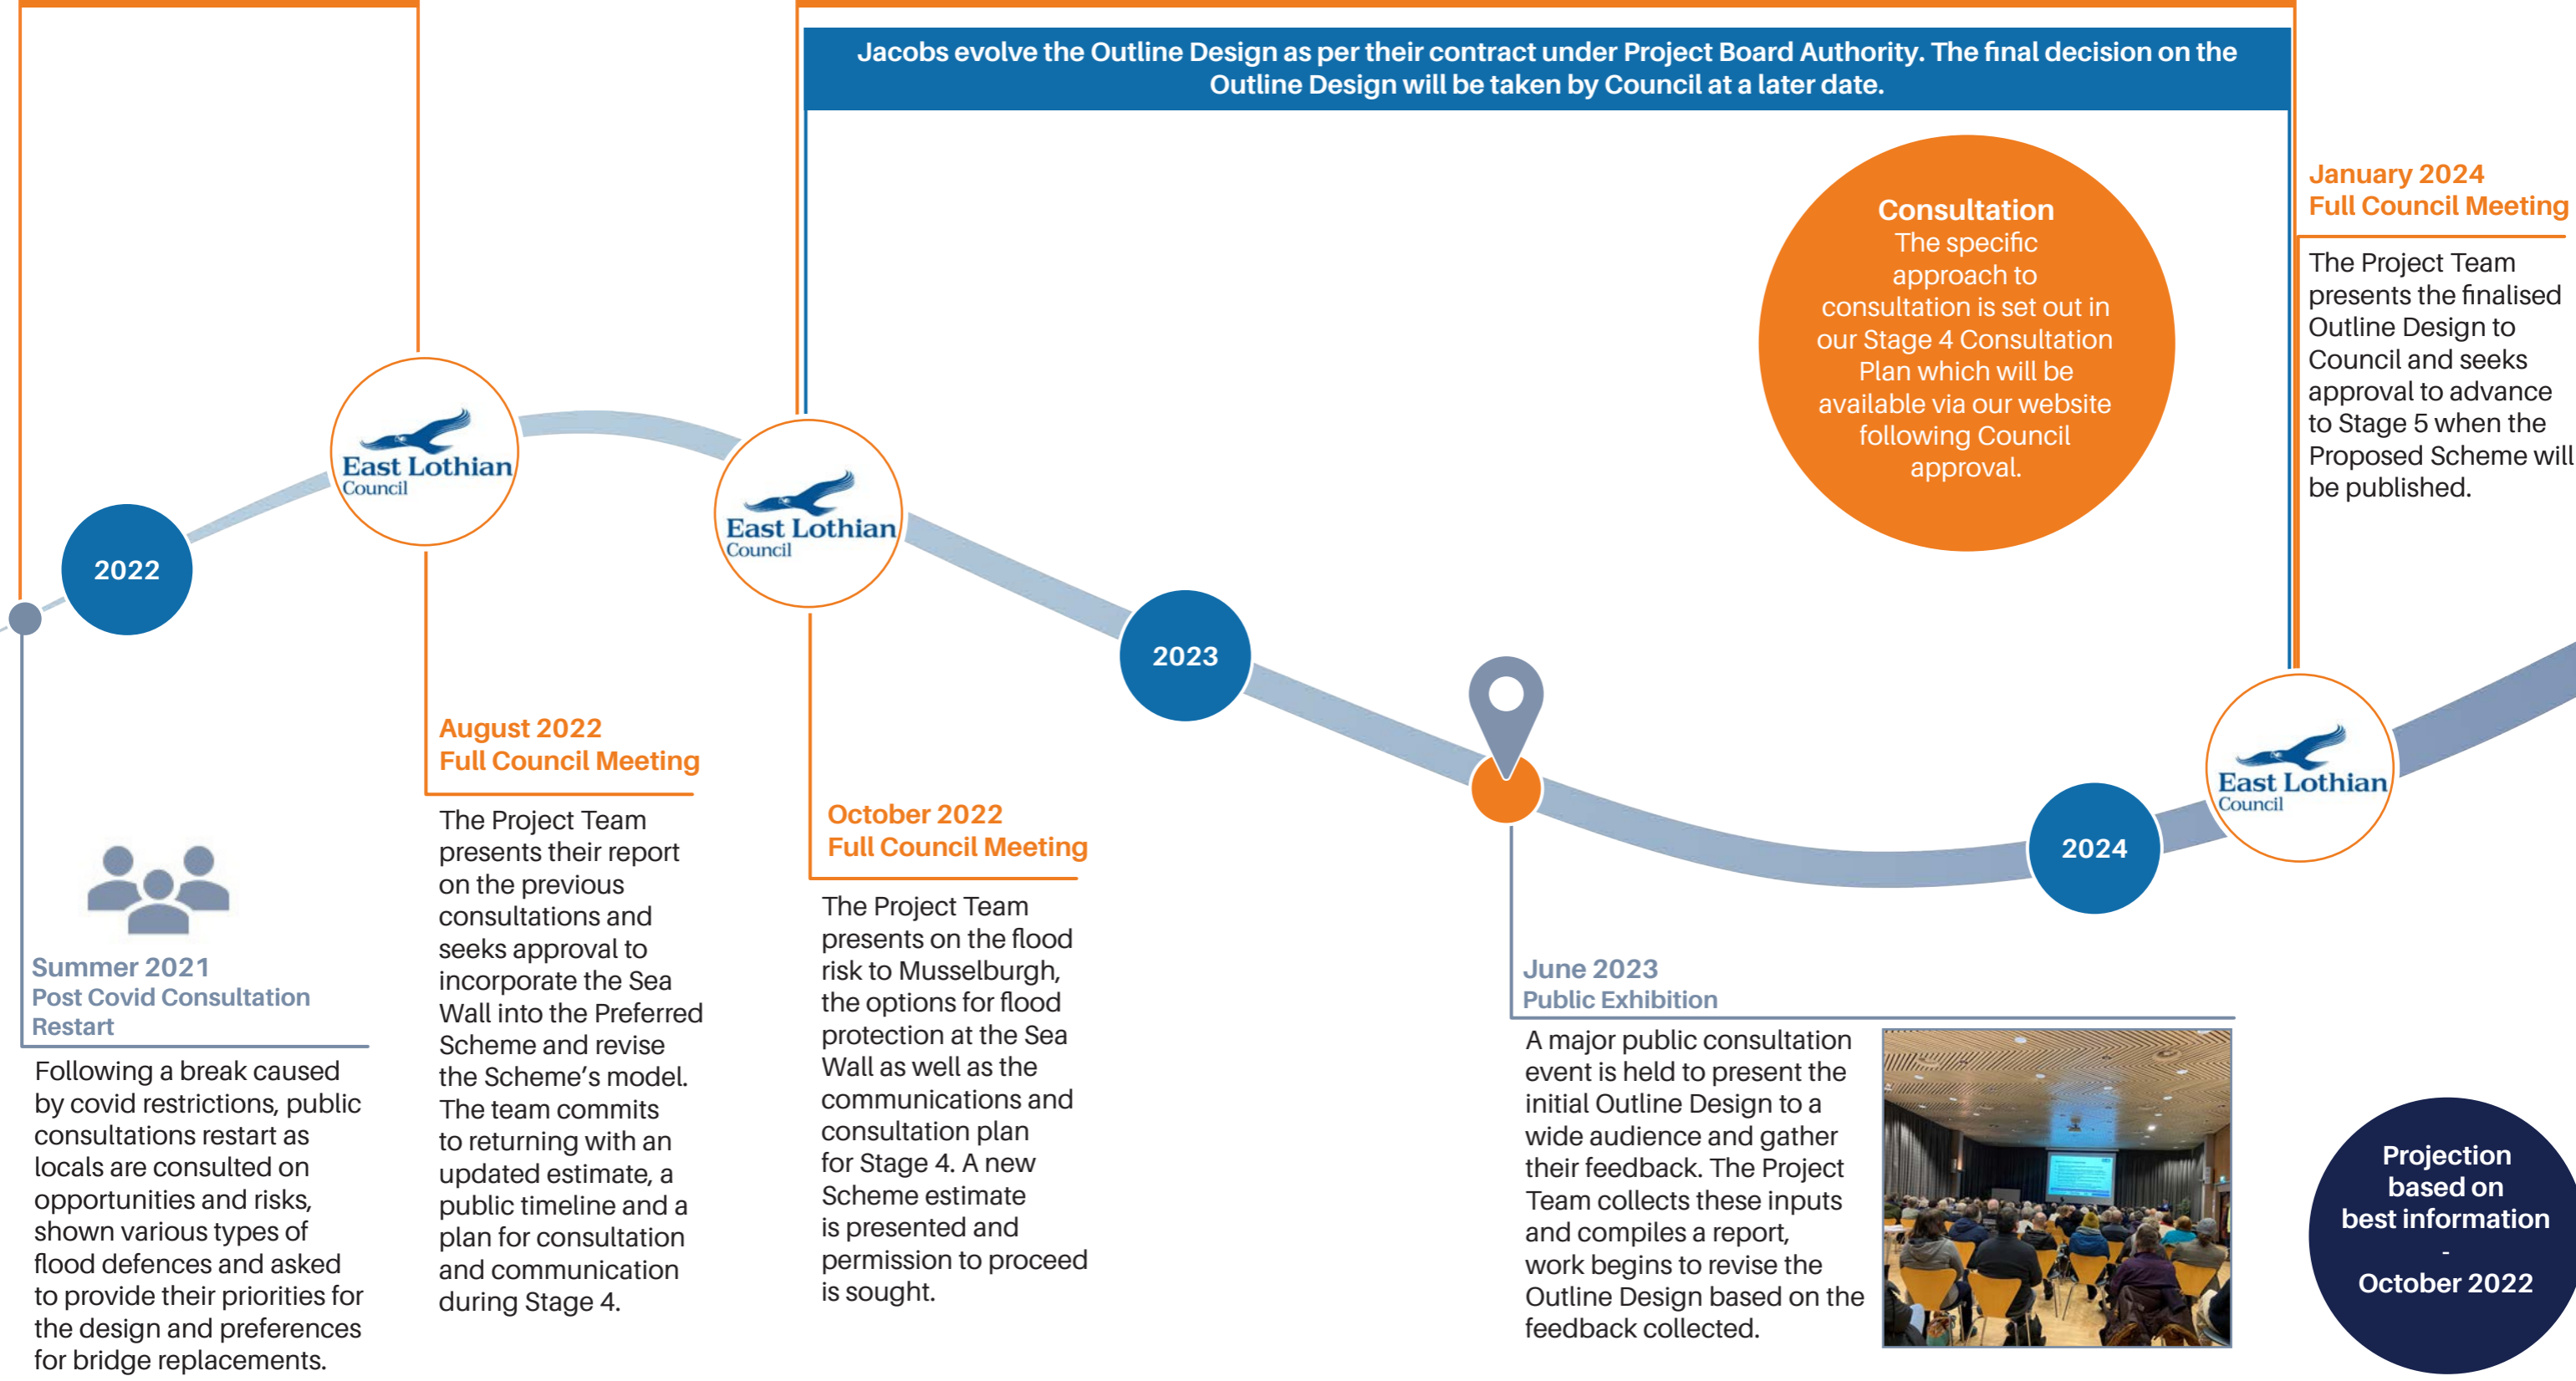 Jacobs evolve the Outline Design as per their contract under Project Board Authority. The final decision on the
Outline Design will be taken by Council at a later date.
2022
Summer 2021
Post Covid Consultation
Restart
Following a break caused
by covid restrictions, public
consultations restart as
locals are consulted on
opportunities and risks,
shown various types of
flood defences and asked
to provide their priorities for
the design and preferences
for bridge replacements.
East Lothian
Council
August 2022
Full Council Meeting
The Project Team
presents their report
on the previous
consultations and
seeks approval to
incorporate the Sea
Wall into the Preferred
Scheme and revise
the Scheme’s model.
The team commits
to returning with an
updated estimate, a
public timeline and a
plan for consultation
and communication
during Stage 4.
East Lothian
Council
October 2022
Full Council Meeting
The Project Team
presents on the flood
risk to Musselburgh,
the options for flood
protection at the Sea
Wall as well as the
communications and
consultation plan
for Stage 4. A new
Scheme estimate
is presented and
permission to proceed
is sought.
2023
June 2023
Public Exhibition
A major public consultation
event is held to present the
initial Outline Design to a
wide audience and gather
their feedback. The Project
Team collects these inputs
and compiles a report,
work begins to revise the
Outline Design based on the
feedback collected.
Consultation
The specific
approach to
consultation is set out in
our Stage 4 Consultation
Plan which will be
available via our website
following Council
approval.
2024
East Lothian
Council
January 2024
Full Council Meeting
The Project Team
presents the finalised
Outline Design to
Council and seeks
approval to advance
to Stage 5 when the
Proposed Scheme will
be published.
Projection
based on
best information
-
October 2022